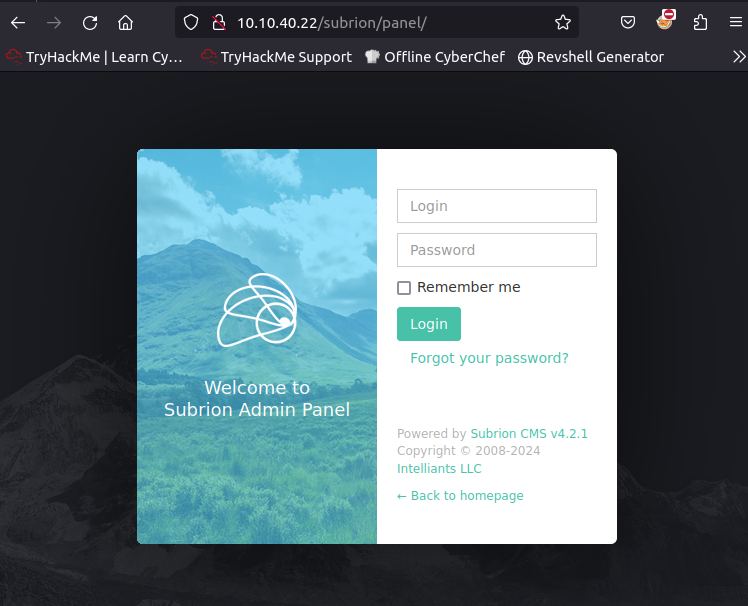 10.10.40.22/subrion/panel/
TryHackMe | Learn Cy… TryHackMe Support Offline CyberChef Revshell Generator
Welcome to
Subrion Admin Panel
Login
Password
Remember me
Login
Forgot your password?
Powered by Subrion CMS v4.2.1
Copyright © 2008-2024
Intelliants LLC
← Back to homepage